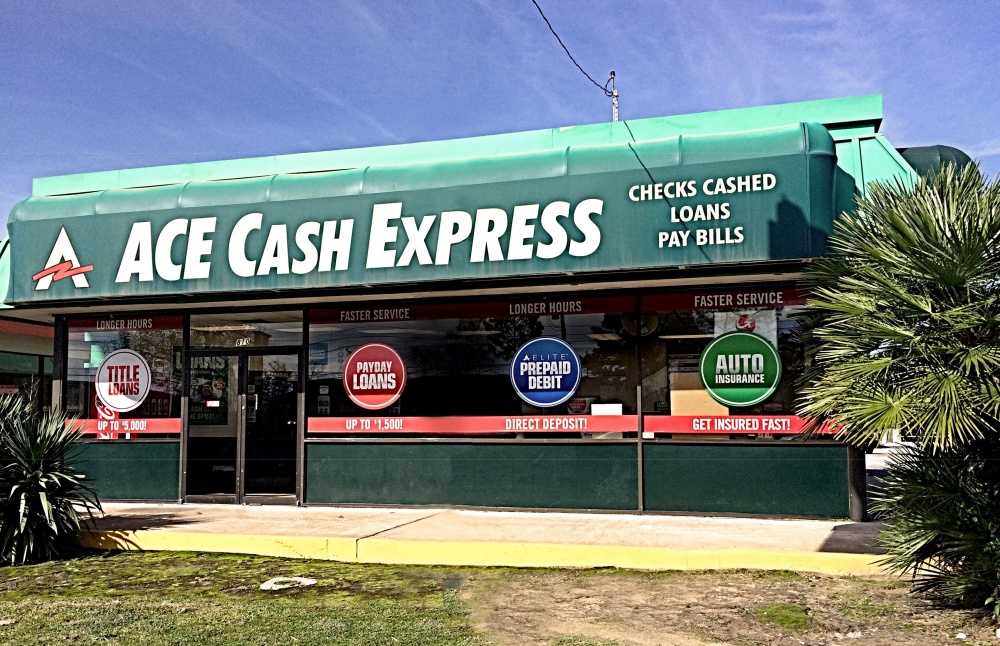 ACE CASH EXPRESS
CHECKS CASHED
LOANS
PAY BILLS
LONGER HOURS
FASTER SERVICE
LONGER HOURS
FASTER SERVICE
810
TITLE
LOANS
PAYDAY
LOANS
ELITE
PREPAID
DEBIT
AUTO
INSURANCE
UP TO $5,000!
UP TO $1,500!
DIRECT DEPOSIT!
GET INSURED FAST!